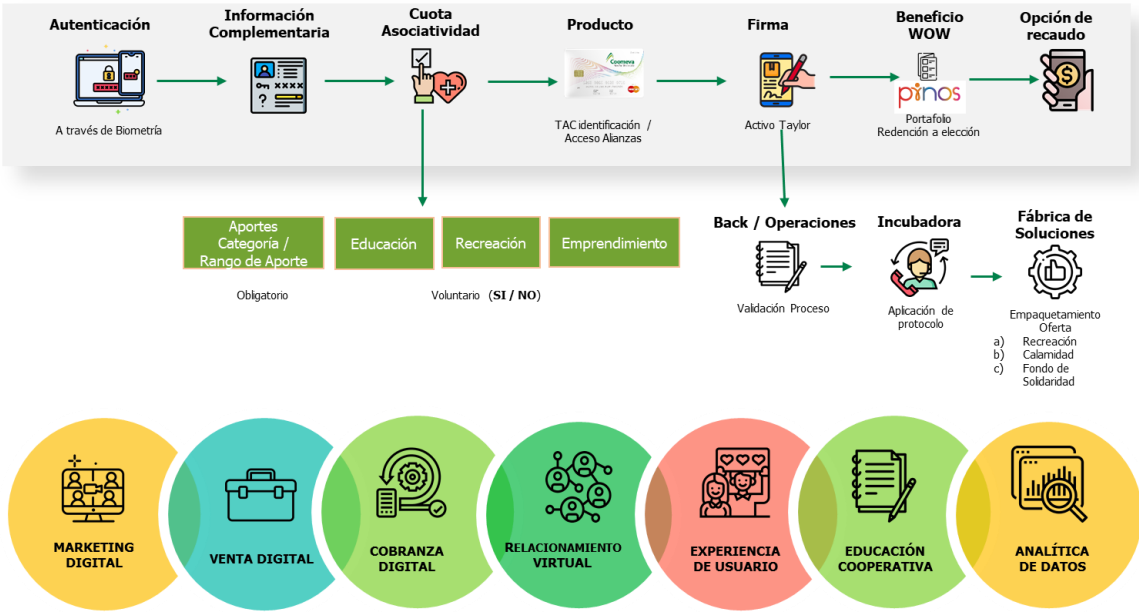 Autenticación
A través de Biometría
Información
Complementaria
Cuota
Asociatividad
Producto
Coomeva
TAC identificación /
Acceso Alianzas
Firma
Activo Taylor
Beneficio
WOW
pinos
Portafolio
Redención a elección
Opción de
recaudo
Aportes
Categoría /
Rango de Aporte
Educación
Recreación
Emprendimiento
Obligatorio
Voluntario (SI / NO)
Back / Operaciones
Validación Proceso
Incubadora
Aplicación de
protocolo
Fábrica de
Soluciones
Empaquetamiento
Oferta
a) Recreación
b) Calamidad
c) Fondo de
Solidaridad
MARKETING
DIGITAL
VENTA DIGITAL
COBRANZA
DIGITAL
RELACIONAMIENTO
VIRTUAL
EXPERIENCIA
DE USUARIO
EDUCACIÓN
COOPERATIVA
ANALÍTICA
DE DATOS